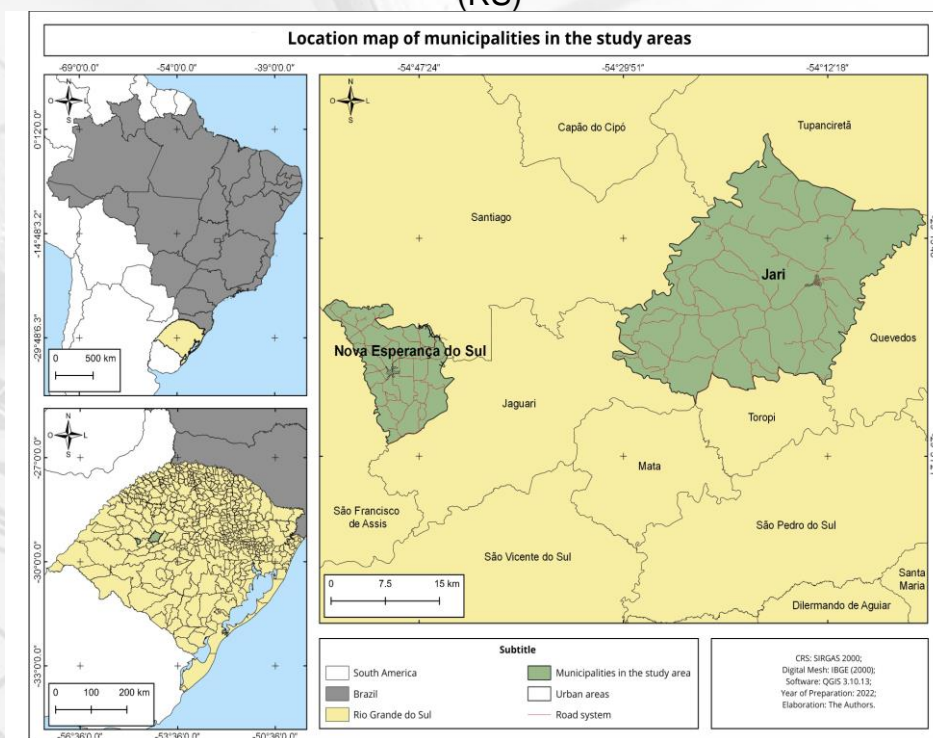 (RS)
Location map of municipalities in the study areas
-69°0'0.0" -54°0'0.0" -39°0'0.0"
N
O L
S
0°12'0.0"
-14°48'3.2"
-29°48'6.3"
0 500 km
-54°47'24" -54°29'51" -54°12'18"
N
O L
S
Capão do Cipó
Tupanciretã
Santiago
Jari
Nova Esperança do Sul
Quevedos
Jaguari
Toropi
Mata
São Francisco
de Assis
São Pedro do Sul
São Vicente do Sul
Santa
Maria
Dilermando de Aguiar
0 7.5 15 km
N
O L
S
-27°0'0.0"
-30°0'0.0"
-33°0'0.0"
0 100 200 km
-56°36'0.0" -53°36'0.0" -50°36'0.0"
Subtitle
South America
Brazil
Rio Grande do Sul
Municipalities in the study area
Urban areas
Road system
CRS: SIRGAS 2000;
Digital Mesh: IBGE (2000);
Software: QGIS 3.10.13;
Year of Preparation: 2022;
Elaboration: The Authors.